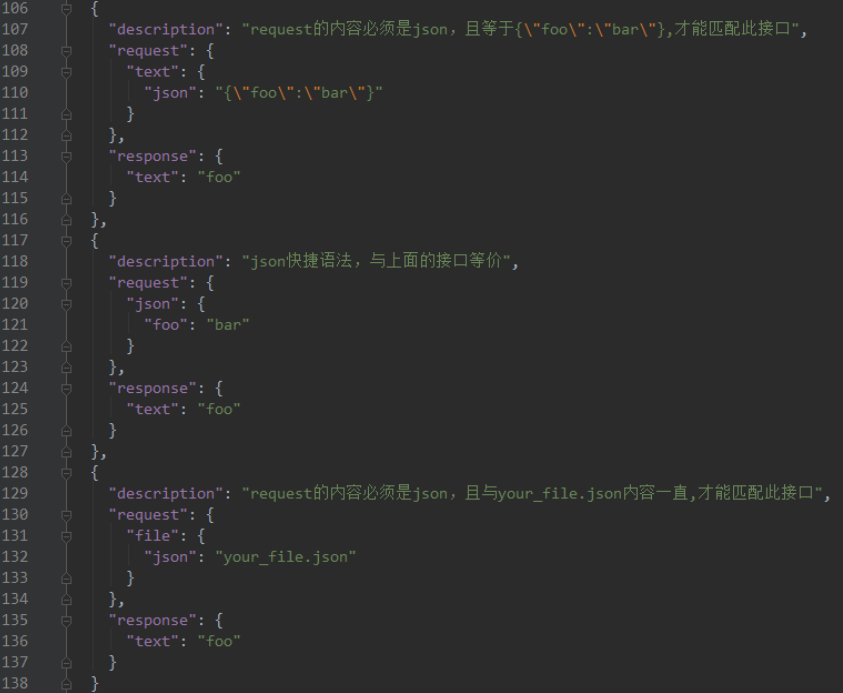 106 {
107 "description": "request的内容必须是json，且等于{\"foo\":\"bar\"},才能匹配此接口",
108 "request": {
109 "text": {
110 "json": "{\"foo\":\"bar\"}"
111 }
112 },
113 "response": {
114 "text": "foo"
115 }
116 },
117 {
118 "description": "json快捷语法，与上面的接口等价",
119 "request": {
120 "json": {
121 "foo": "bar"
122 }
123 },
124 "response": {
125 "text": "foo"
126 }
127 },
128 {
129 "description": "request的内容必须是json，且与your_file.json内容一直,才能匹配此接口",
130 "request": {
131 "file": {
132 "json": "your_file.json"
133 }
134 },
135 "response": {
136 "text": "foo"
137 }
138 }